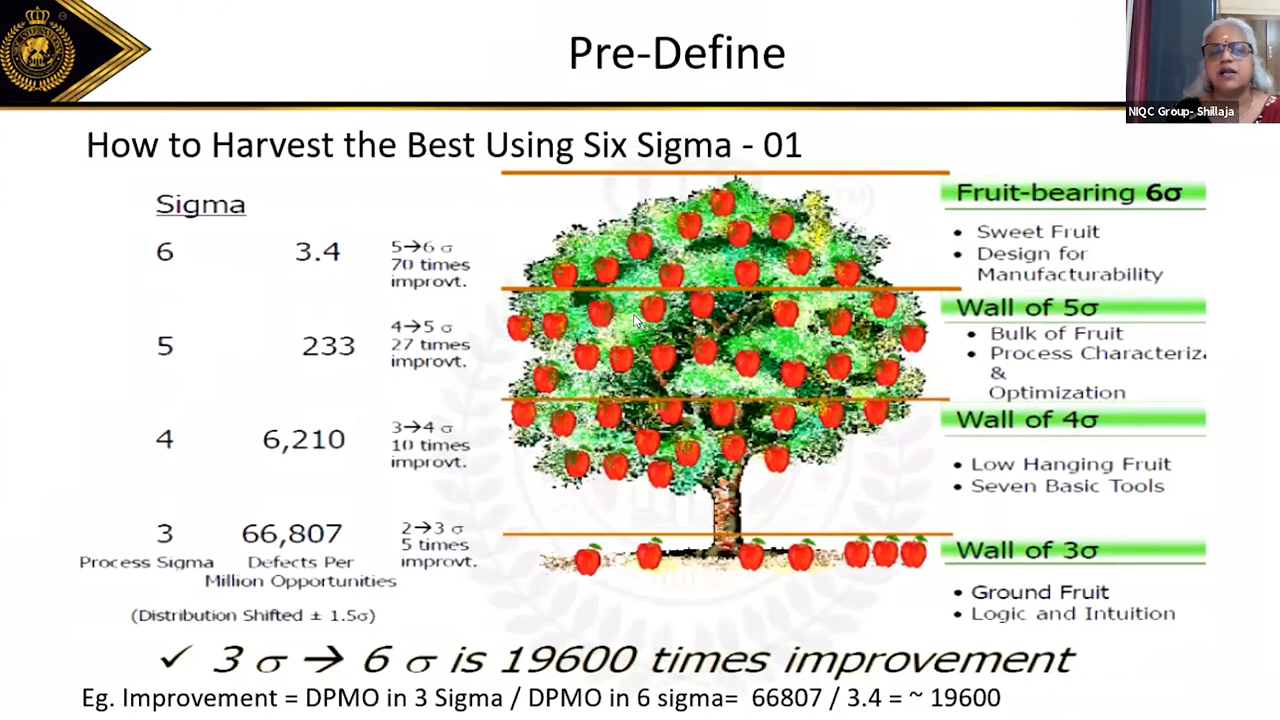 Pre-Define
NIQC Group- Shillaja
How to Harvest the Best Using Six Sigma - 01
Sigma
6 3.4
5→6 σ
70 times
improvt.
5 233
4→5 σ
27 times
improvt.
4 6,210
3→4 σ
10 times
improvt.
3 66,807
2→3 σ
5 times
improvt.
Process Sigma
Defects Per
Million Opportunities
(Distribution Shifted ± 1.5σ)
Fruit-bearing 6σ
• Sweet Fruit
• Design for
Manufacturability
Wall of 5σ
• Bulk of Fruit
• Process Characteriz
&
Optimization
Wall of 4σ
• Low Hanging Fruit
• Seven Basic Tools
Wall of 3σ
• Ground Fruit
• Logic and Intuition
✓ 3 σ → 6 σ is 19600 times improvement
Eg. Improvement = DPMO in 3 Sigma / DPMO in 6 sigma= 66807 / 3.4 = ~ 19600